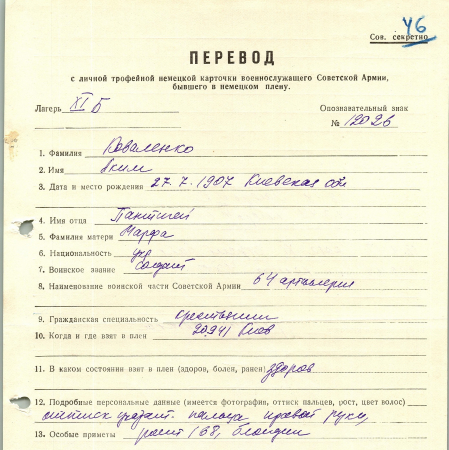 46
Сов. секретно
ПЕРЕВОД
с личной трофейной немецкой карточки военнослужащего Советской Армии,
бывшего в немецком плену.
Лагерь XI Б
Опознавательный знак
№ 12026
1. Фамилия Коваленко
2. Имя Яким
3. Дата и место рождения 27.7.1907 Киевская обл
4. Имя отца
5. Фамилия матери Марфа
6. Национальность укр
7. Воинское звание солдат
8. Наименование воинской части Советской Армии 64 артиллерия
9. Гражданская специальность крестьянин
10. Когда и где взят в плен 20.9.41 Киев
11. В каком состоянии взят в плен (здоров, болен, ранен) здоров
12. Подробные персональные данные (имеется фотография, оттиск пальцев, рост, цвет волос)
оттиск указат. пальца правой руки,
13. Особые приметы рост 168, блондин